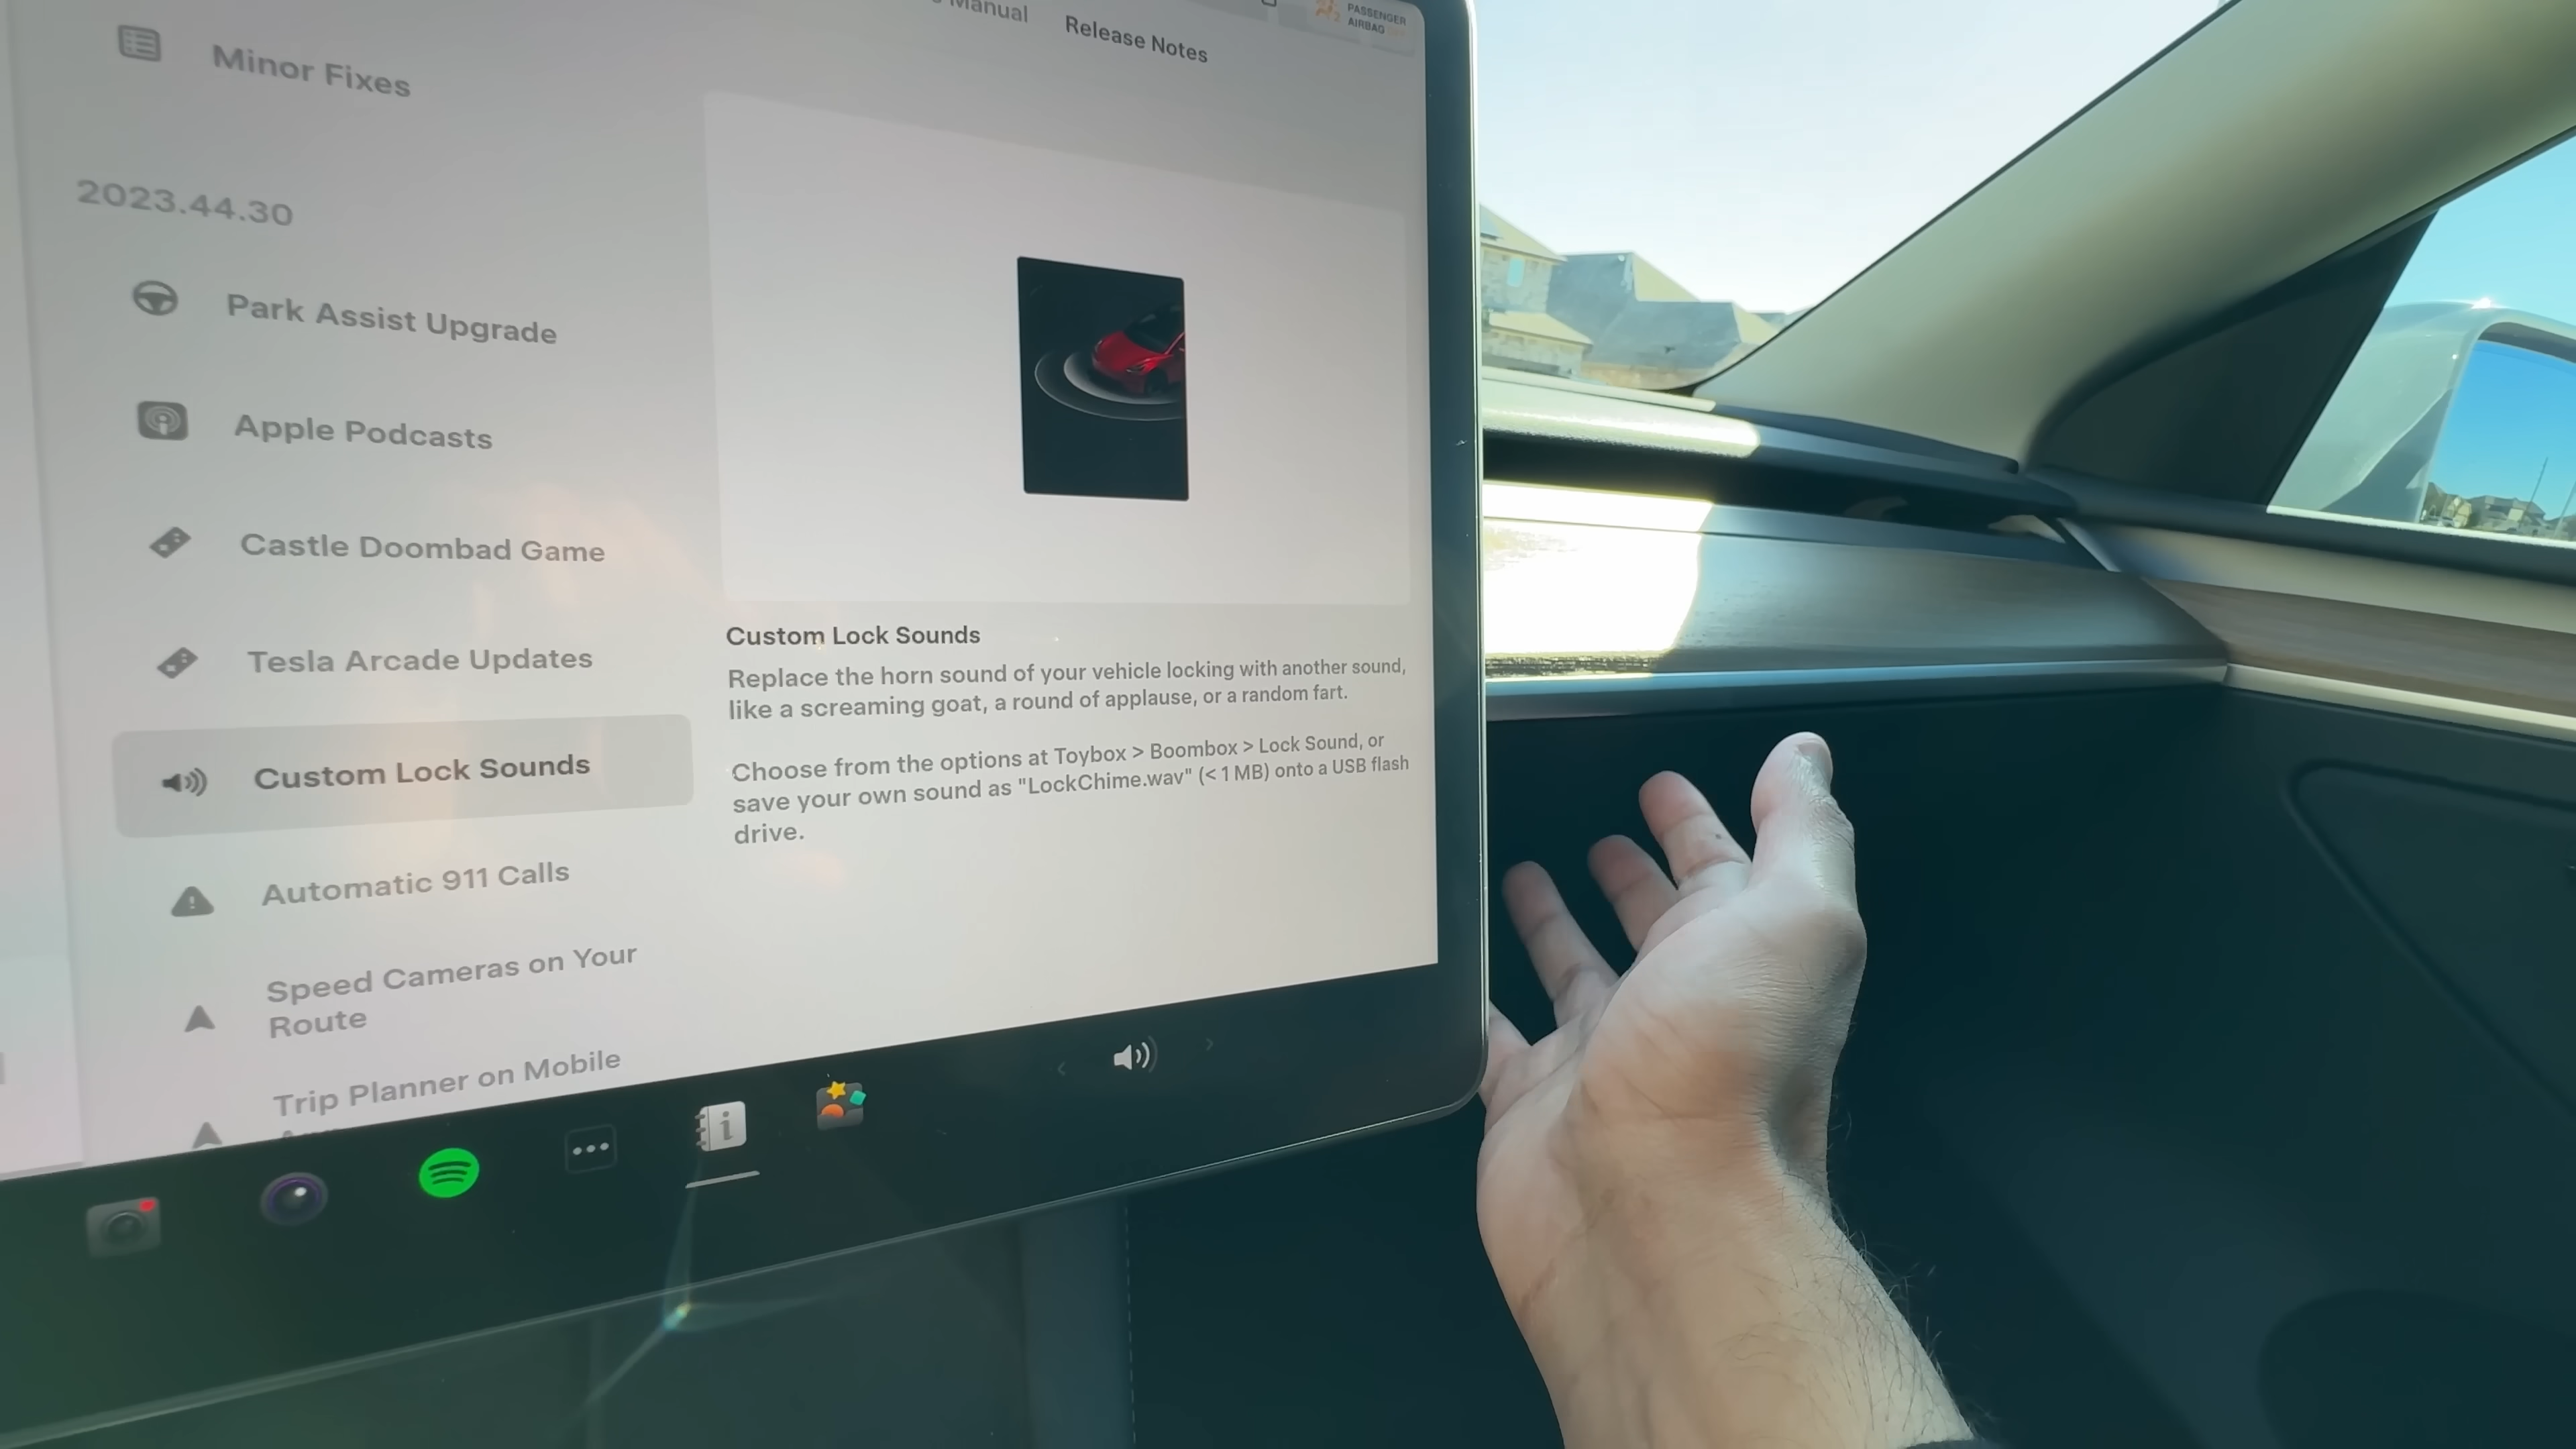 Manual
Release Notes
PASSENGER
AIRBAG
Minor Fixes
2023.44.30
Park Assist Upgrade
Apple Podcasts
Castle Doombad Game
Tesla Arcade Updates
Custom Lock Sounds
Automatic 911 Calls
Speed Cameras on Your
Route
Trip Planner on Mobile
Custom Lock Sounds
Replace the horn sound of your vehicle locking with another sound,
like a screaming goat, a round of applause, or a random fart.
Choose from the options at Toybox > Boombox > Lock Sound, or
save your own sound as "LockChime.wav" (< 1 MB) onto a USB flash
drive.